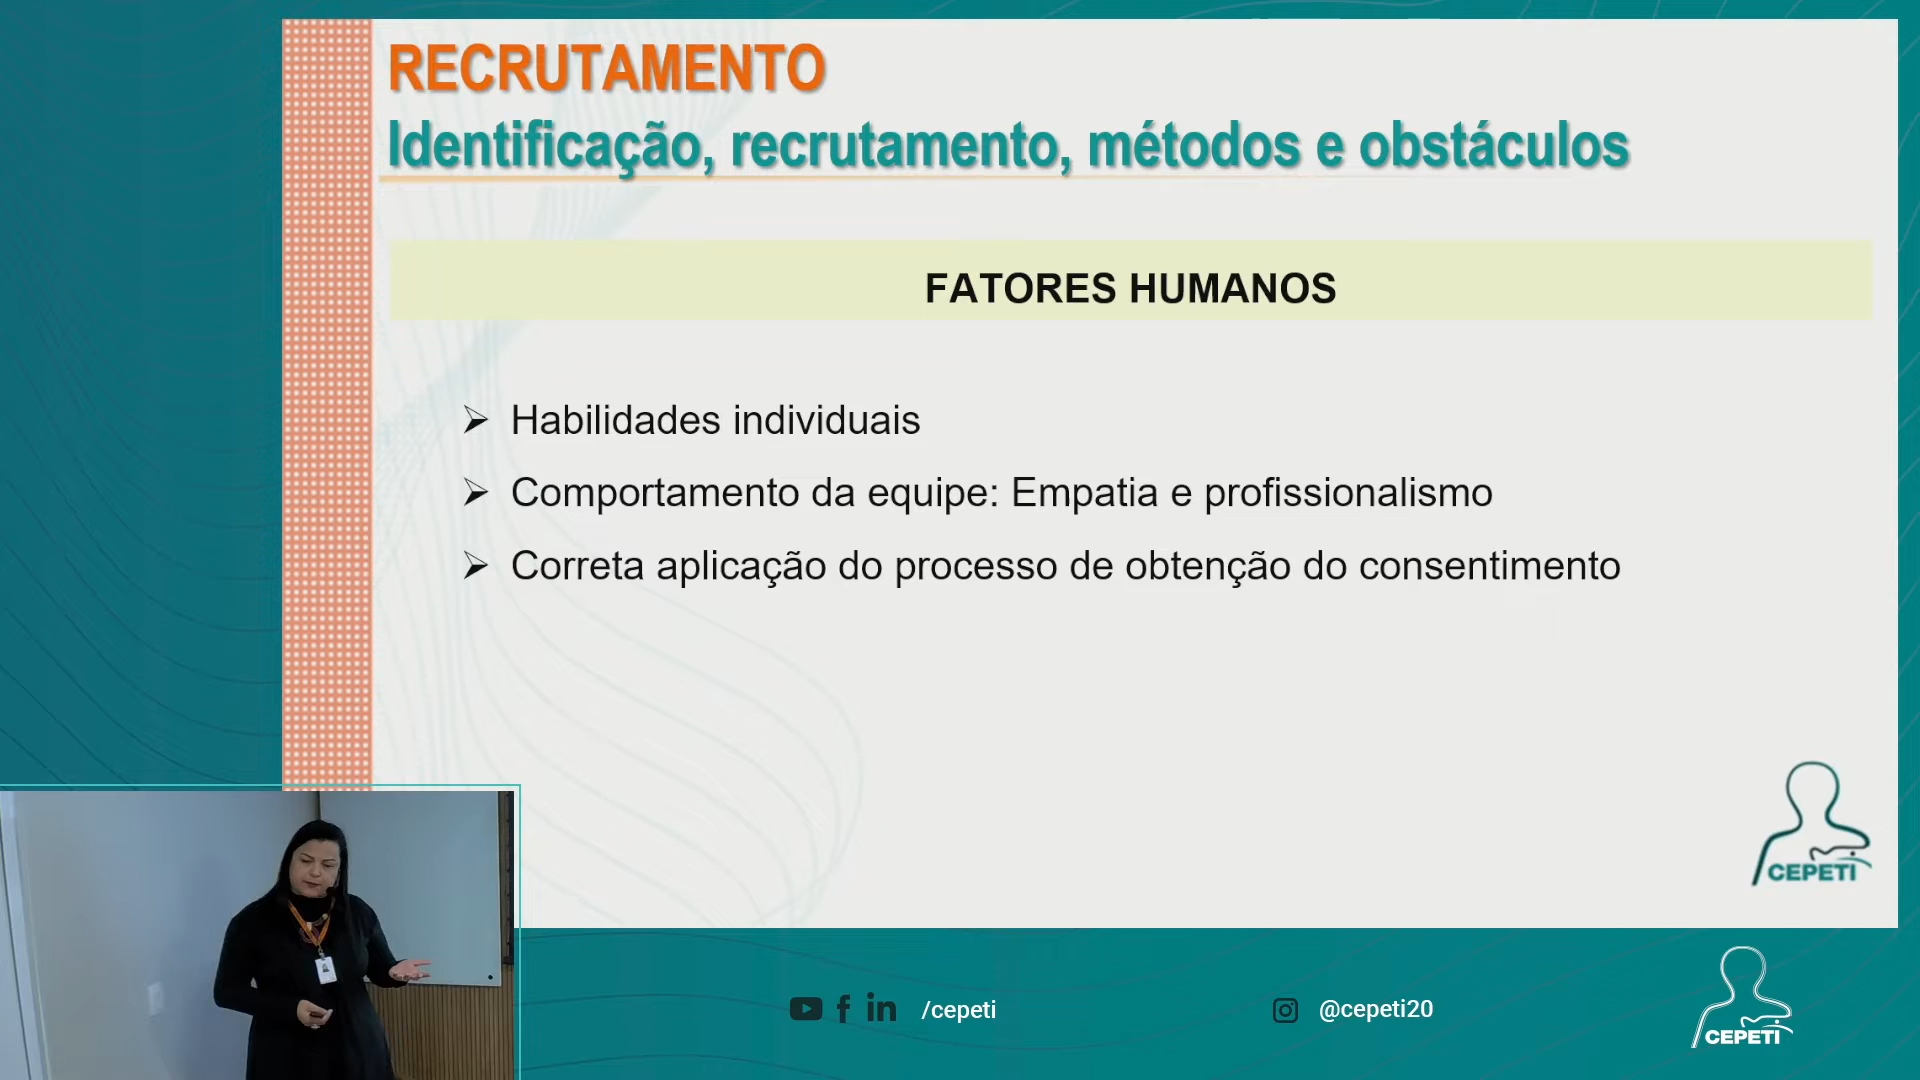 RECRUTAMENTO
Identificação, recrutamento, métodos e obstáculos
FATORES HUMANOS
Habilidades individuais
Comportamento da equipe: Empatia e profissionalismo
Correta aplicação do processo de obtenção do consentimento
CEPETI
/cepeti
@cepeti20
CEPETI